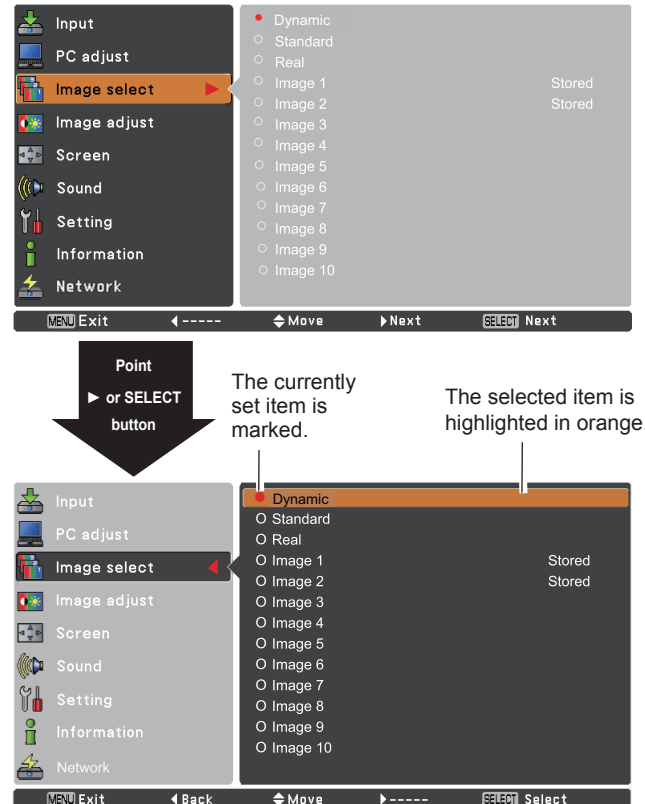 Input
PC adjust
Image select ►
Image adjust
Screen
Sound
Setting
Information
Network
● Dynamic
○ Standard
○ Real
○ Image 1 Stored
○ Image 2 Stored
○ Image 3
○ Image 4
○ Image 5
○ Image 6
○ Image 7
○ Image 8
○ Image 9
○ Image 10
MENU Exit ◄----- Move ►Next SELECT Next
Point
► or SELECT
button
The currently
set item is
marked.
The selected item is
highlighted in orange.
Input
PC adjust
Image select ◄
Image adjust
Screen
Sound
Setting
Information
Network
● Dynamic
O Standard
O Real
O Image 1 Stored
O Image 2 Stored
O Image 3
O Image 4
O Image 5
O Image 6
O Image 7
O Image 8
O Image 9
O Image 10
MENU Exit ◄Back Move ►----- SELECT Select